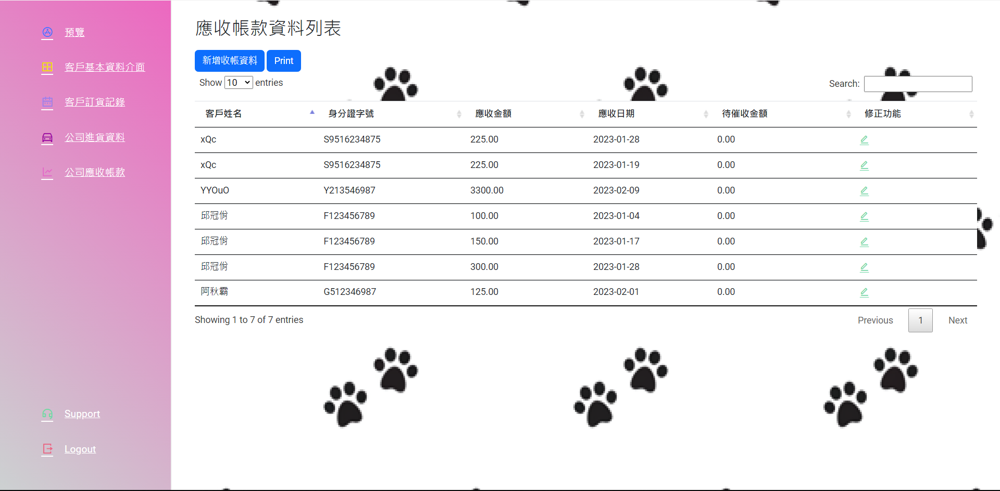 預覽
客戶基本資料介面
客戶訂貨記錄
公司進貨資料
公司應收帳款
Support
Logout
應收帳款資料列表
新增收帳資料 Print
Show 10 entries
Search:
客戶姓名 身分證字號 應收金額 應收日期 待催收金額 修正功能
xQc S9516234875 225.00 2023-01-28 0.00
xQc S9516234875 225.00 2023-01-19 0.00
YYOuO Y213546987 3300.00 2023-02-09 0.00
邱冠佾 F123456789 100.00 2023-01-04 0.00
邱冠佾 F123456789 150.00 2023-01-17 0.00
邱冠佾 F123456789 300.00 2023-01-28 0.00
阿秋霸 G512346987 125.00 2023-02-01 0.00
Showing 1 to 7 of 7 entries
Previous 1 Next